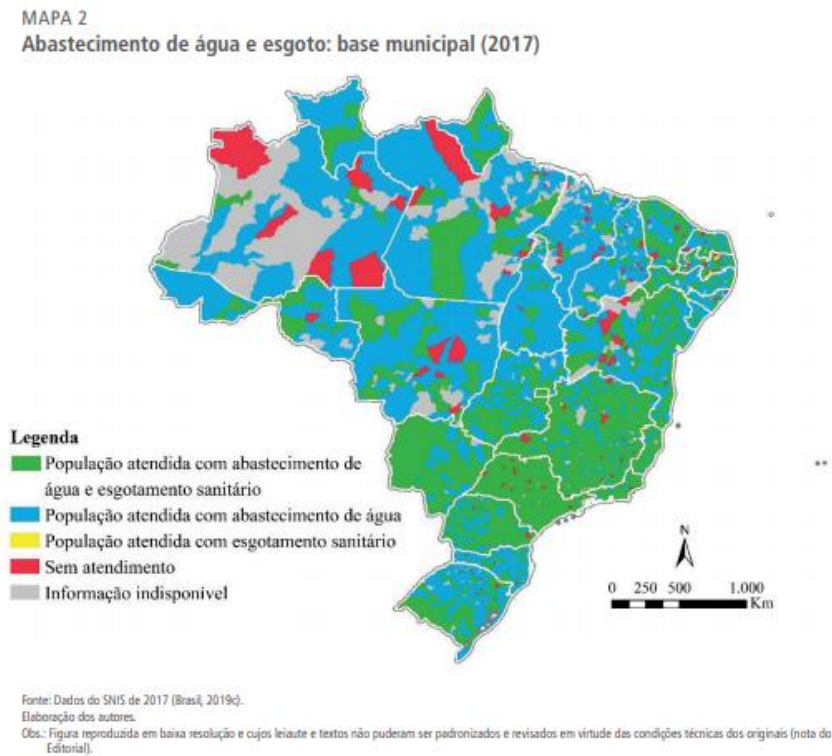 MAPA 2
Abastecimento de água e esgoto: base municipal (2017)
Legenda
População atendida com abastecimento de
água e esgotamento sanitário
População atendida com abastecimento de água
População atendida com esgotamento sanitário
Sem atendimento
Informação indisponível
N
0 250 500 1.000
Km
Fonte: Dados do SNIS de 2017 (Brasil, 2019c).
Elaboração dos autores.
Obs.: Figura reproduzida em baixa resolução e cujos leiaute e textos não puderam ser padronizados e revisados em virtude das condições técnicas dos originais (nota do
Editorial).